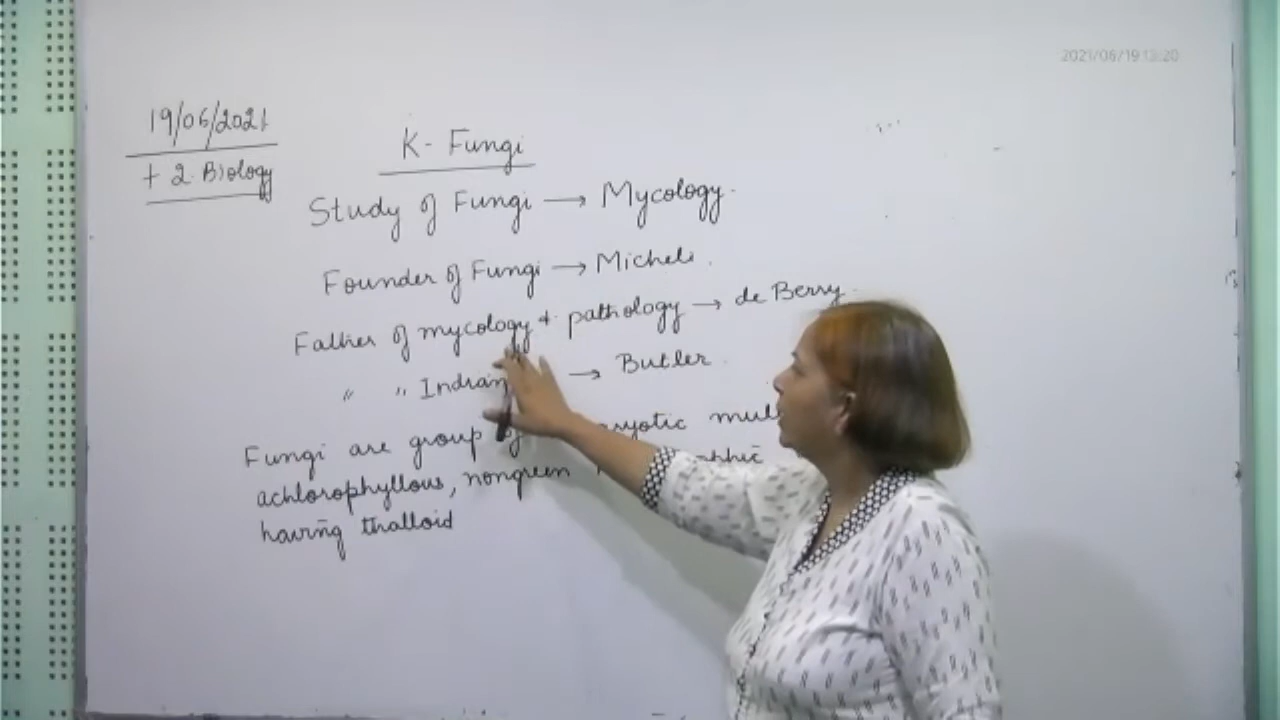 2021/06/19 13:20
19/06/2021
+2 Biology
K- Fungi
Study of Fungi → Mycology.
Founder of Fungi → Micheli.
Father of mycology + pathology → de Berry.
" " Indian → Butler.
Fungi are group of
achlorophyllous, nongreen
having thalloid